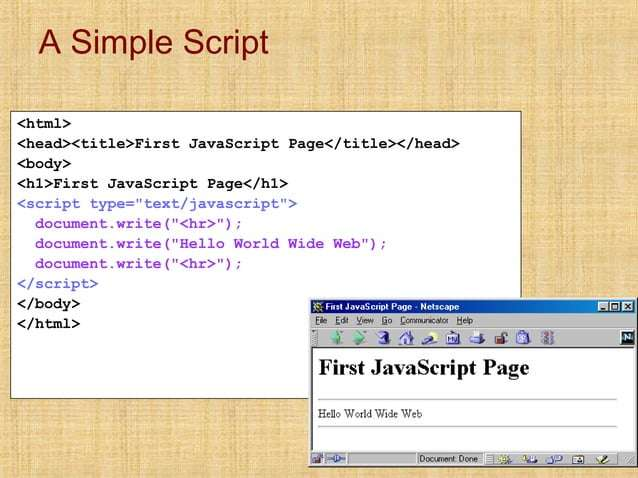 A Simple Script
<html>
<head><title>First JavaScript Page</title></head>
<body>
<h1>First JavaScript Page</h1>
<script type="text/javascript">
  document.write("<hr>");
  document.write("Hello World Wide Web");
  document.write("<hr>");
</script>
</body>
</html>
First JavaScript Page - Netscape
File Edit View Go Communicator Help
First JavaScript Page
Hello World Wide Web
Document: Done